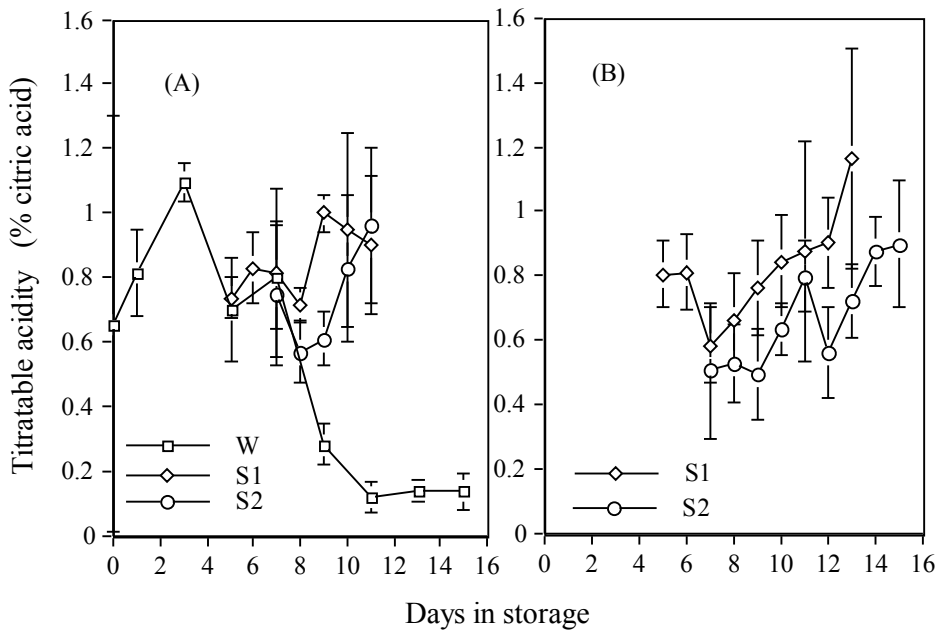 Titratable acidity (% citric acid)
1.6
1.4
1.2
1
0.8
0.6
0.4
0.2
0
(A)
W
S1
S2
0 2 4 6 8 10 12 14 16
1.6
1.4
1.2
1
0.8
0.6
0.4
0.2
0
(B)
S1
S2
0 2 4 6 8 10 12 14 16
Days in storage